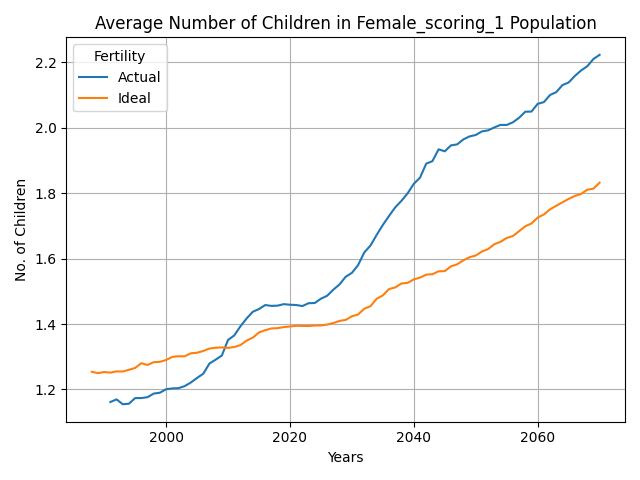 Average Number of Children in Female_scoring_1 Population
Fertility
Actual
Ideal
2.2
2.0
1.8
1.6
1.4
1.2
No. of Children
2000
2020
2040
2060
Years